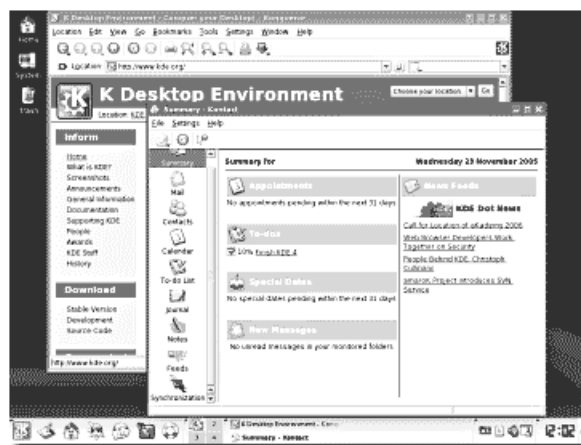 K Desktop Environment - Conquer your Desktop! - Konqueror
Location Edit View Go Bookmarks Tools Settings Window Help
Location http://www.kde.org/
Home
System
Trash
K Desktop Environment
Choose your location Go
Location: KDE
Inform
Home
What is KDE?
Screenshots
Announcements
General Information
Documentation
Supporting KDE
People
Awards
KDE Staff
History
Download
Stable Version
Development
Source Code
http://www.kde.org/
Summary - Kontact
File Settings Help
Summary
Mail
Contacts
Calendar
To-do List
Journal
Notes
Feeds
Synchronization
Summary for
Wednesday 23 November 2005
Appointments
No appointments pending within the next 31 days
To-dos
10% Finish KDE 4
Special Dates
No special dates pending within the next 31 days
New Messages
No unread messages in your monitored folders
News Feeds
KDE Dot News
Call for Location of aKademy 2006
Web Browser Developers Work
Together on Security
People Behind KDE: Christoph
Cullmann
amaroK Project Introduces SVN
Service
2
3 4
K Desktop Environment - Conq
Summary - Kontact
12:02